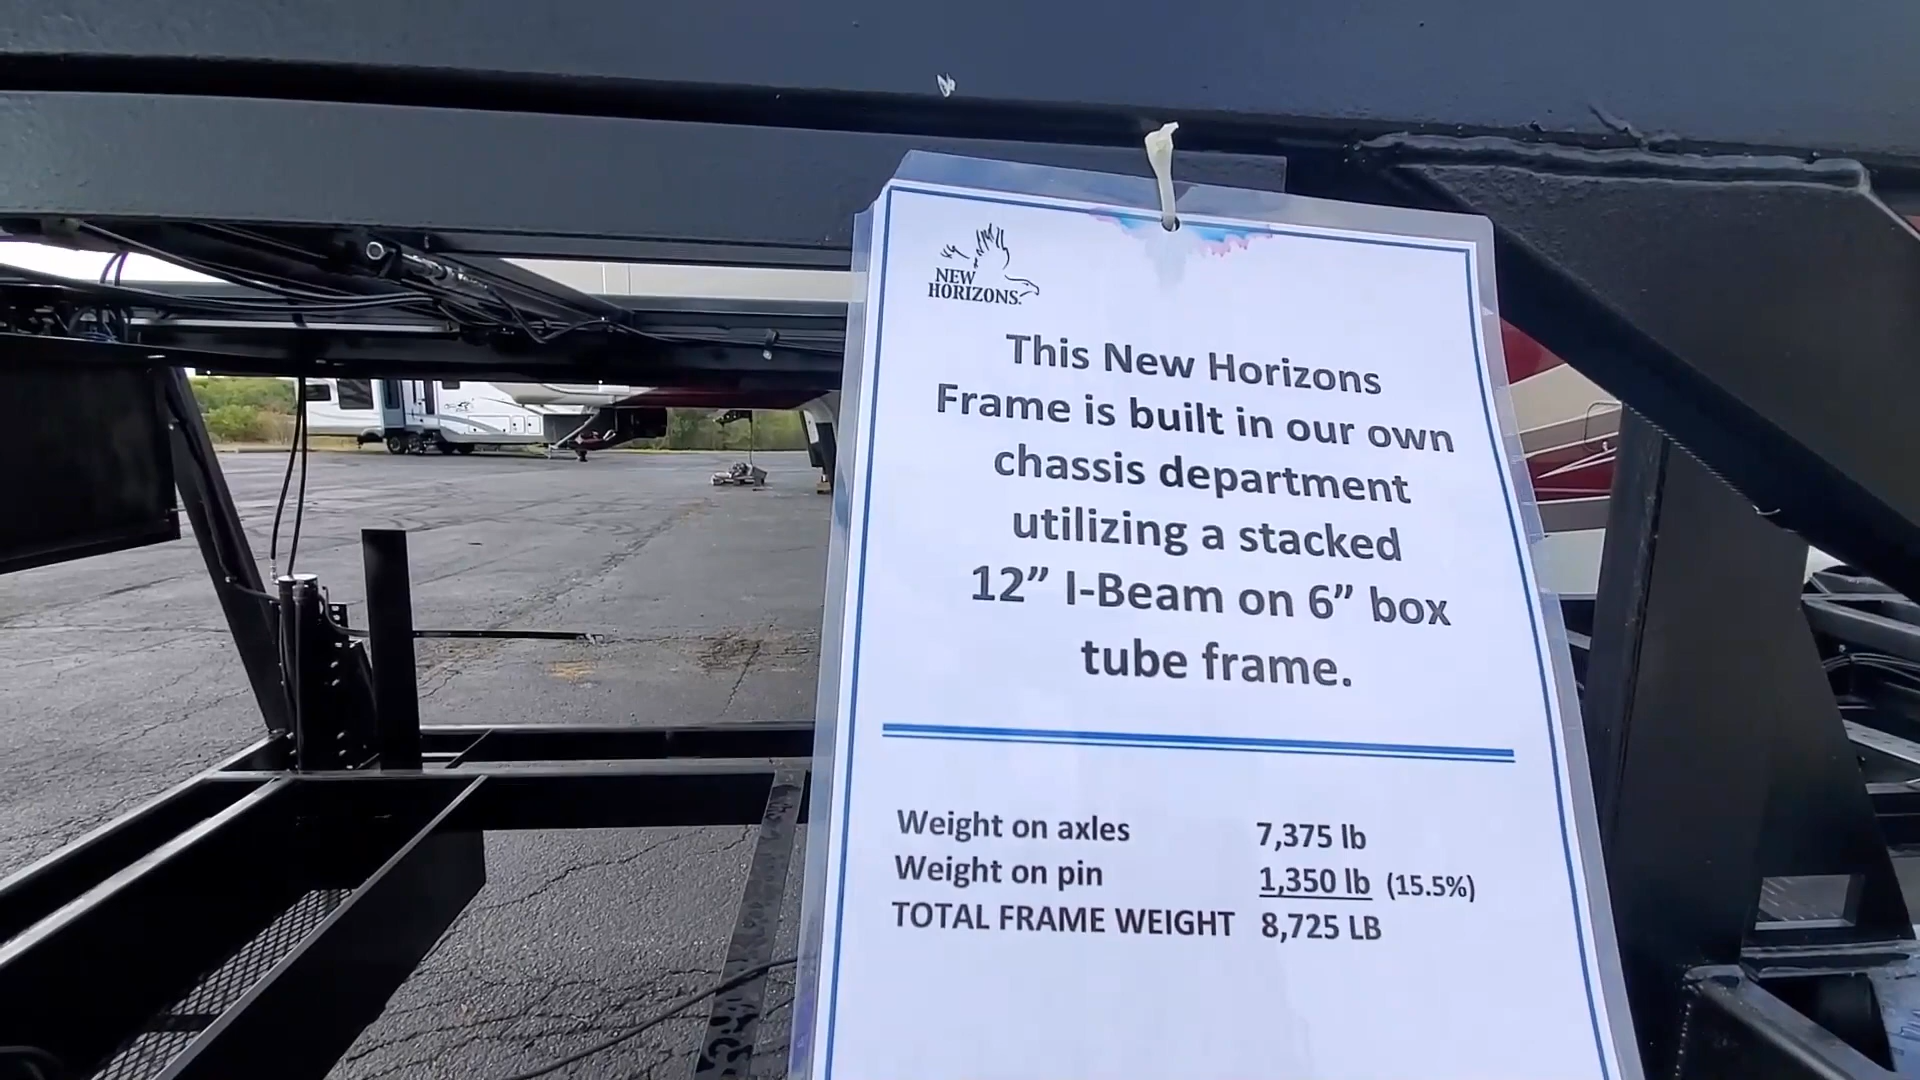 NEW
HORIZONS.
This New Horizons
Frame is built in our own
chassis department
utilizing a stacked
12” I-Beam on 6” box
tube frame.
Weight on axles 7,375 lb
Weight on pin 1,350 lb (15.5%)
TOTAL FRAME WEIGHT 8,725 LB